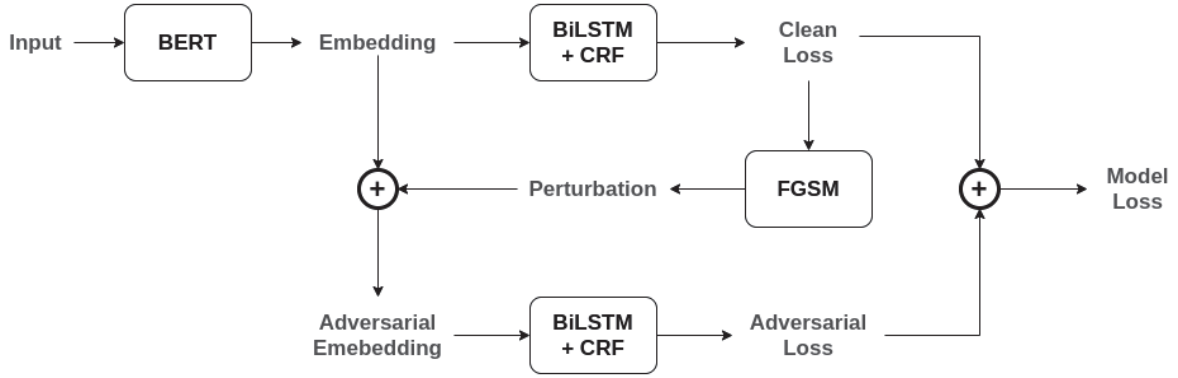 Input
BERT
Embedding
BiLSTM
+ CRF
Clean
Loss
+
Perturbation
FGSM
+
Model
Loss
Adversarial
Emebedding
BiLSTM
+ CRF
Adversarial
Loss